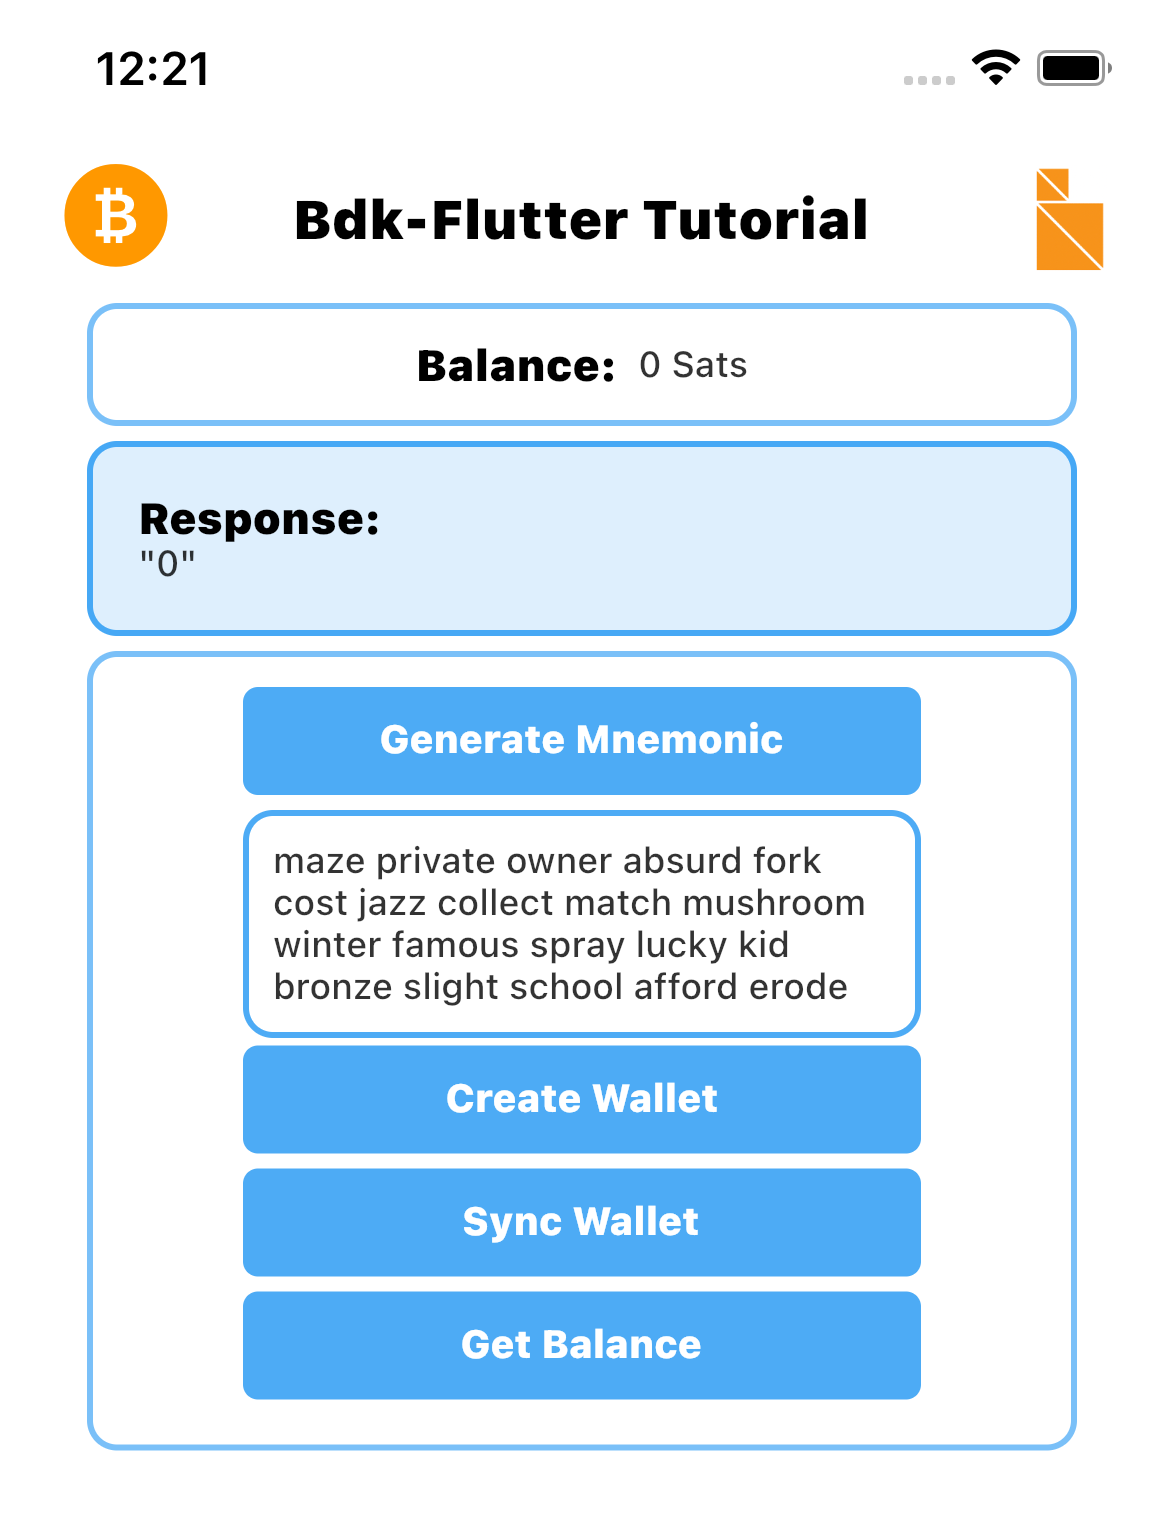 12:21
Bdk-Flutter Tutorial
Balance: 0 Sats
Response:
"0"
Generate Mnemonic
maze private owner absurd fork
cost jazz collect match mushroom
winter famous spray lucky kid
bronze slight school afford erode
Create Wallet
Sync Wallet
Get Balance